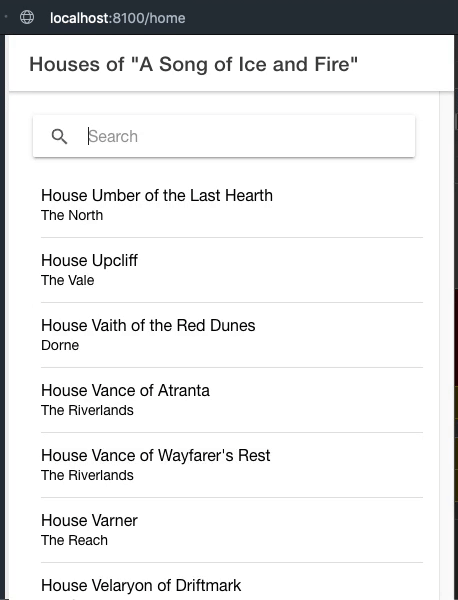 localhost:8100/home
Houses of "A Song of Ice and Fire"
Search
House Umber of the Last Hearth
The North
House Upcliff
The Vale
House Vaith of the Red Dunes
Dorne
House Vance of Atranta
The Riverlands
House Vance of Wayfarer's Rest
The Riverlands
House Varner
The Reach
House Velaryon of Driftmark